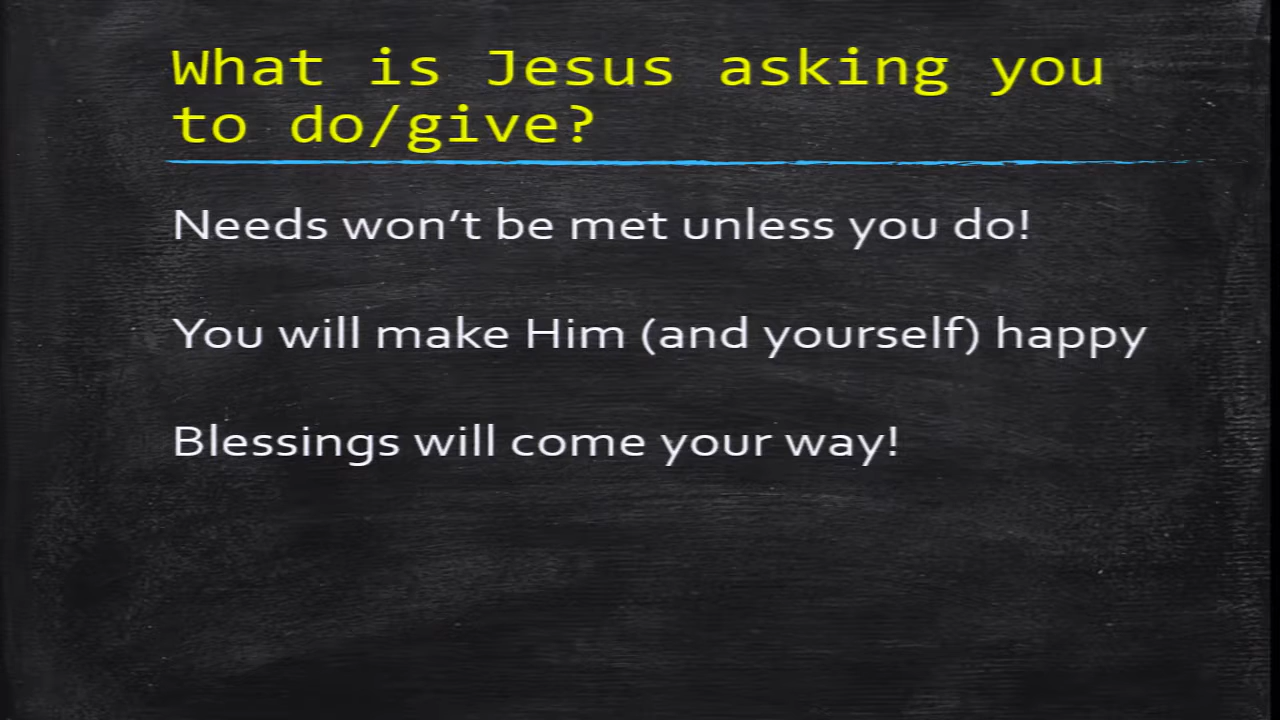 What is Jesus asking you
to do/give?
Needs won’t be met unless you do!
You will make Him (and yourself) happy
Blessings will come your way!